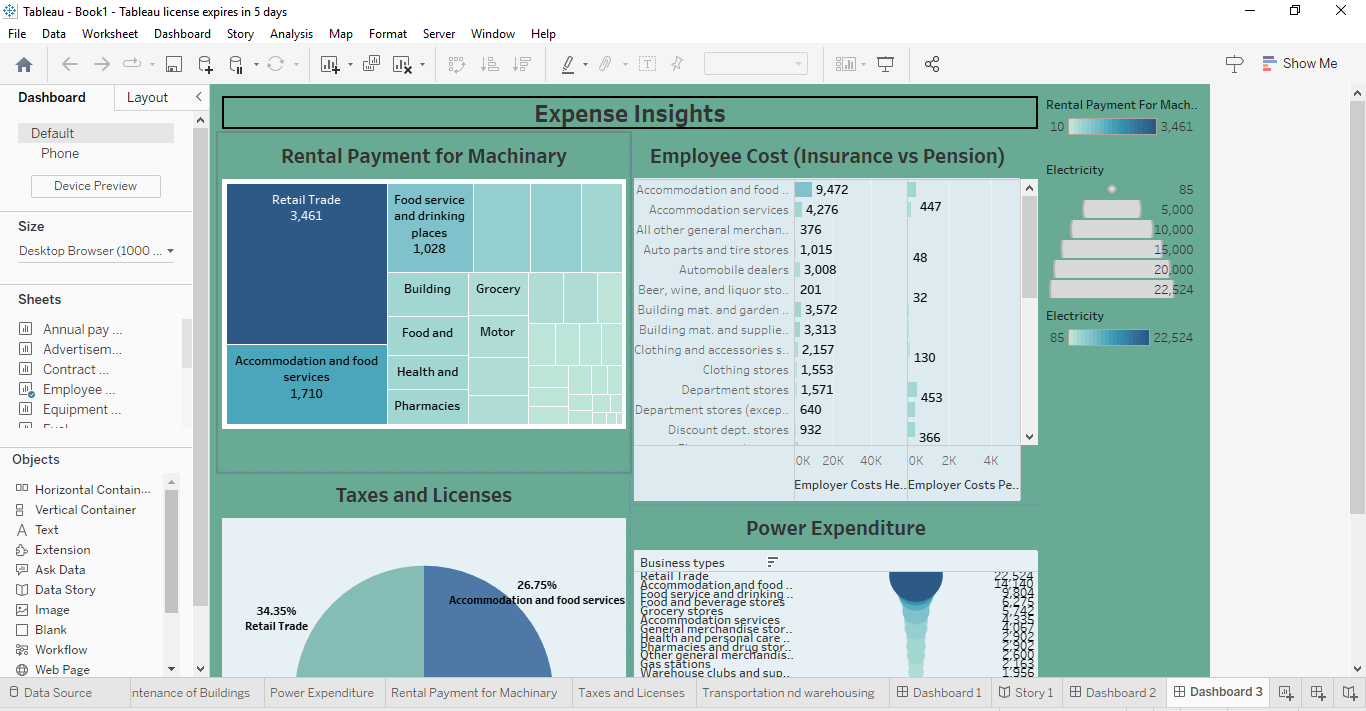 Tableau - Book1 - Tableau license expires in 5 days
File Data Worksheet Dashboard Story Analysis Map Format Server Window Help
Show Me
Dashboard Layout
Default
Phone
Device Preview
Size
Desktop Browser (1000 ...
Sheets
Annual pay ...
Advertisem...
Contract ...
Employee ...
Equipment ...
Objects
Horizontal Contain...
Vertical Container
Text
Extension
Ask Data
Data Story
Image
Blank
Workflow
Web Page
Expense Insights
Rental Payment for Machinary
Retail Trade
3,461
Food service
and drinking
places
1,028
Building
Grocery
Food and
Motor
Health and
Pharmacies
Accommodation and food
services
1,710
Employee Cost (Insurance vs Pension)
Accommodation and food .. 9,472
Accommodation services 4,276 447
All other general merchan.. 376
Auto parts and tire stores 1,015 48
Automobile dealers 3,008
Beer, wine, and liquor sto.. 201 32
Building mat. and garden .. 3,572
Building mat. and supplie.. 3,313
Clothing and accessories s.. 2,157 130
Clothing stores 1,553
Department stores 1,571 453
Department stores (excep.. 640
Discount dept. stores 932 366
0K 20K 40K 0K 2K 4K
Employer Costs He.. Employer Costs Pe..
Taxes and Licenses
26.75%
Accommodation and food services
34.35%
Retail Trade
Power Expenditure
Business types
Retail Trade 22,524
Accommodation and food .. 14,140
Food service and drinking .. 9,804
Food and beverage stores 6,275
Grocery stores 5,742
Accommodation services 4,335
General merchandise stor.. 4,067
Health and personal care .. 2,902
Pharmacies and drug stor.. 2,902
Other general merchandis.. 2,600
Gas stations 2,163
Warehouse clubs and sup.. 1,956
Rental Payment For Mach..
10 3,461
Electricity
85
5,000
10,000
15,000
20,000
22,524
Electricity
85 22,524
Data Source ntenance of Buildings Power Expenditure Rental Payment for Machinary Taxes and Licenses Transportation nd warehousing Dashboard 1 Story 1 Dashboard 2 Dashboard 3